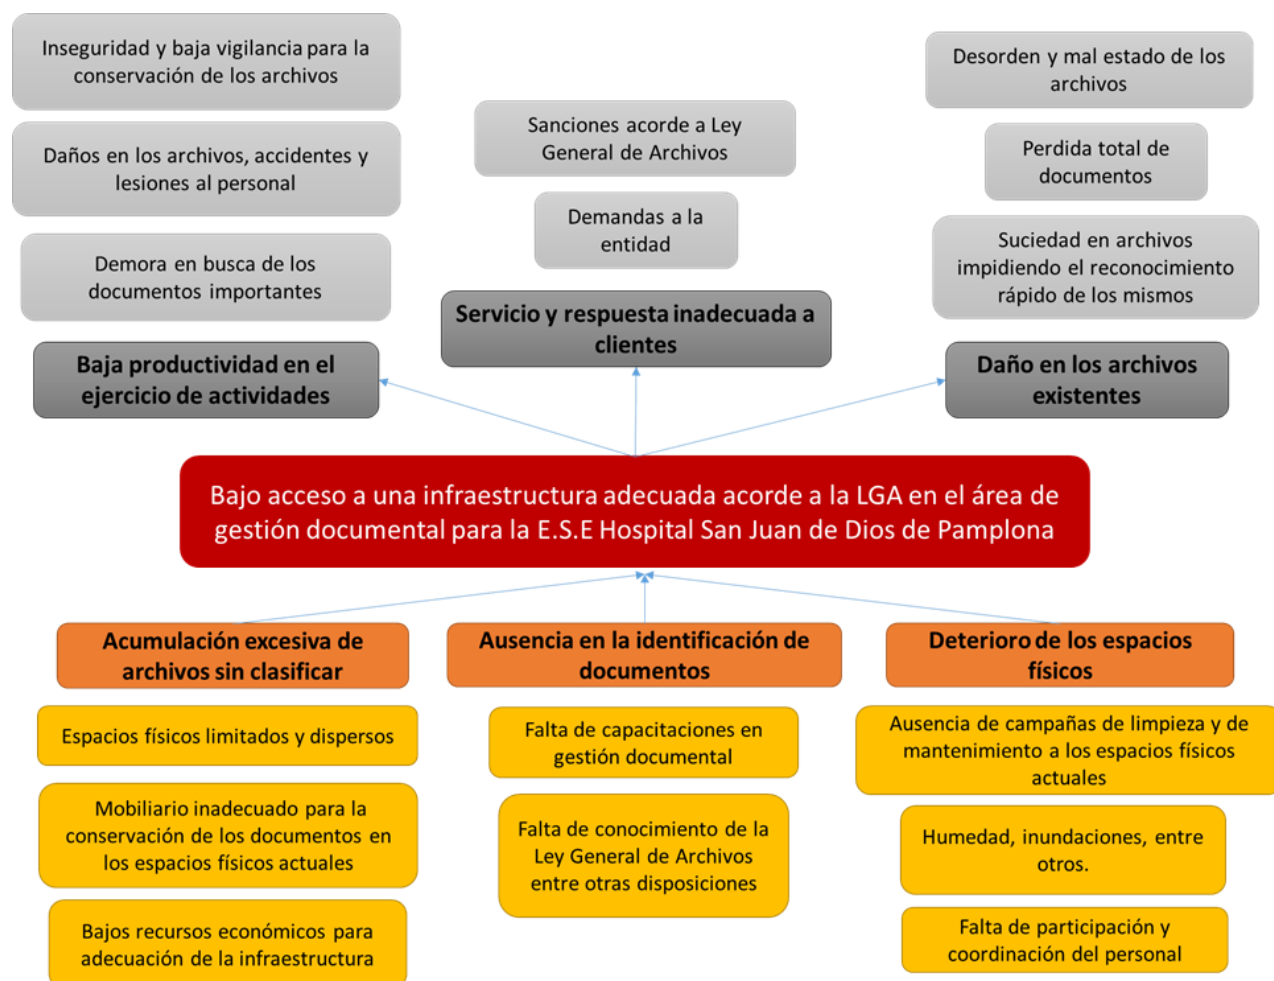 Inseguridad y baja vigilancia para la
conservación de los archivos
Daños en los archivos, accidentes y
lesiones al personal
Demora en busca de los
documentos importantes
Baja productividad en el
ejercicio de actividades
Sanciones acorde a Ley
General de Archivos
Demandas a la
entidad
Servicio y respuesta inadecuada a
clientes
Desorden y mal estado de los
archivos
Perdida total de
documentos
Suciedad en archivos
impidiendo el reconocimiento
rápido de los mismos
Daño en los archivos
existentes
Bajo acceso a una infraestructura adecuada acorde a la LGA en el área de
gestión documental para la E.S.E Hospital San Juan de Dios de Pamplona
Acumulación excesiva de
archivos sin clasificar
Espacios físicos limitados y dispersos
Mobiliario inadecuado para la
conservación de los documentos en
los espacios físicos actuales
Bajos recursos económicos para
adecuación de la infraestructura
Ausencia en la identificación de
documentos
Falta de capacitaciones en
gestión documental
Falta de conocimiento de la
Ley General de Archivos
entre otras disposiciones
Deterioro de los espacios
físicos
Ausencia de campañas de limpieza y de
mantenimiento a los espacios físicos
actuales
Humedad, inundaciones, entre
otros.
Falta de participación y
coordinación del personal